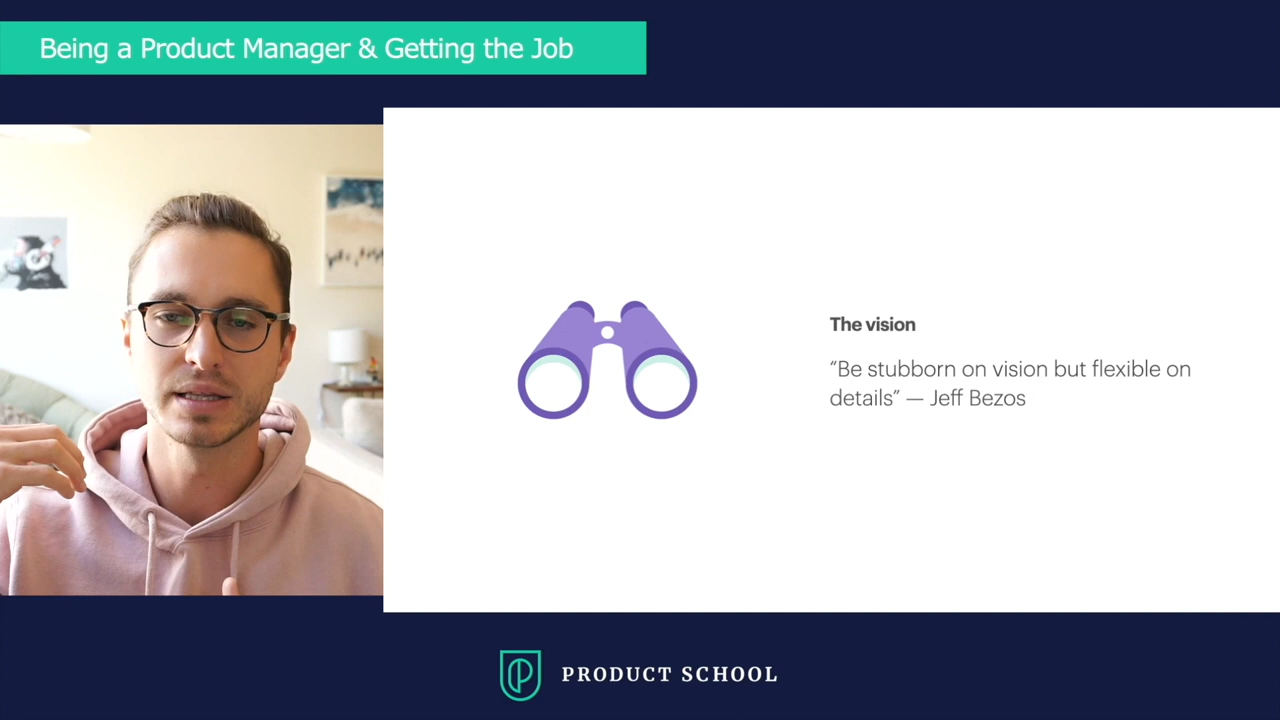 Being a Product Manager & Getting the Job
The vision
“Be stubborn on vision but flexible on
details” — Jeff Bezos
PRODUCT SCHOOL